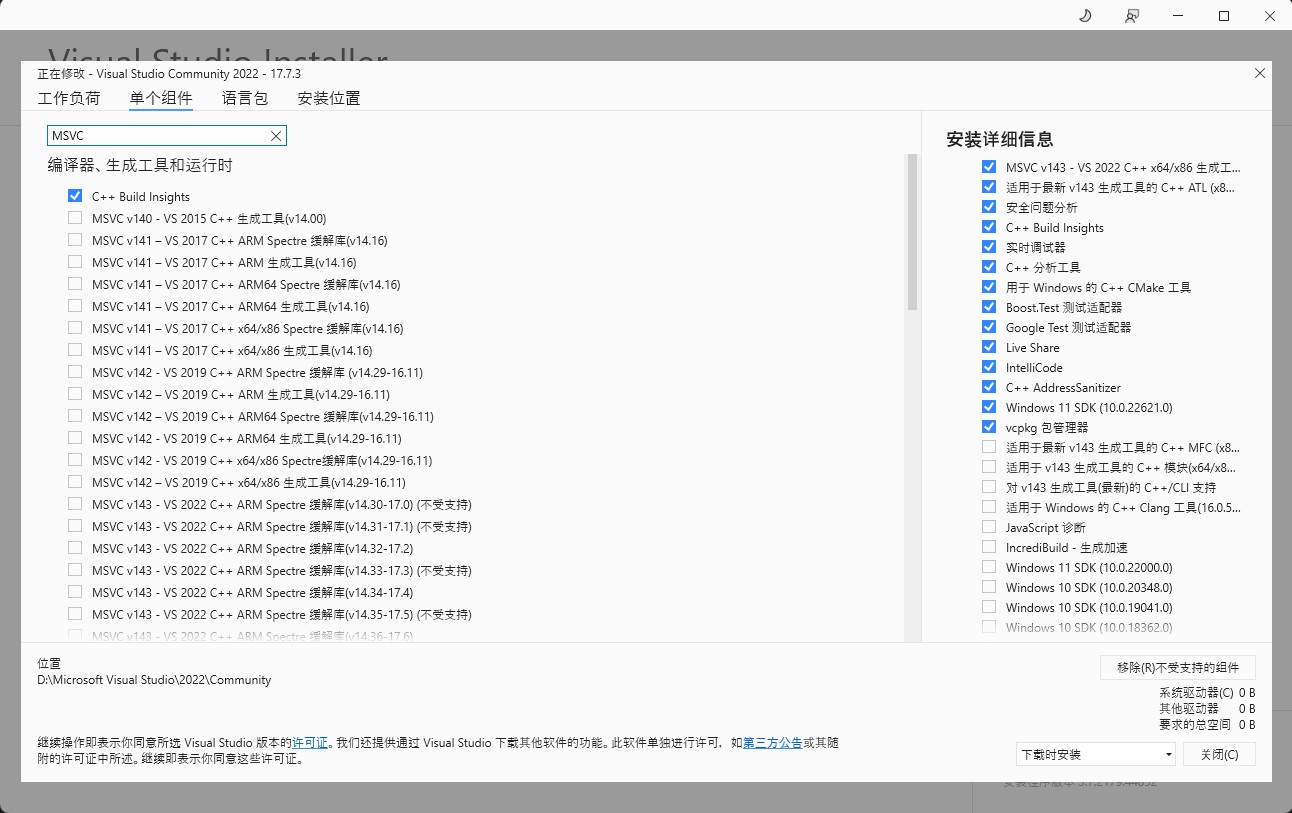 Visual Studio Installer
正在修改 - Visual Studio Community 2022 - 17.7.3
工作负荷 单个组件 语言包 安装位置
MSVC
编译器、生成工具和运行时
C++ Build Insights
MSVC v140 - VS 2015 C++ 生成工具(v14.00)
MSVC v141 – VS 2017 C++ ARM Spectre 缓解库(v14.16)
MSVC v141 – VS 2017 C++ ARM 生成工具(v14.16)
MSVC v141 – VS 2017 C++ ARM64 Spectre 缓解库(v14.16)
MSVC v141 – VS 2017 C++ ARM64 生成工具(v14.16)
MSVC v141 – VS 2017 C++ x64/x86 Spectre 缓解库(v14.16)
MSVC v141 – VS 2017 C++ x64/x86 生成工具(v14.16)
MSVC v142 - VS 2019 C++ ARM Spectre 缓解库 (v14.29-16.11)
MSVC v142 – VS 2019 C++ ARM 生成工具(v14.29-16.11)
MSVC v142 – VS 2019 C++ ARM64 Spectre 缓解库(v14.29-16.11)
MSVC v142 - VS 2019 C++ ARM64 生成工具(v14.29-16.11)
MSVC v142 - VS 2019 C++ x64/x86 Spectre缓解库(v14.29-16.11)
MSVC v142 – VS 2019 C++ x64/x86 生成工具(v14.29-16.11)
MSVC v143 - VS 2022 C++ ARM Spectre 缓解库(v14.30-17.0) (不受支持)
MSVC v143 - VS 2022 C++ ARM Spectre 缓解库(v14.31-17.1) (不受支持)
MSVC v143 - VS 2022 C++ ARM Spectre 缓解库(v14.32-17.2)
MSVC v143 - VS 2022 C++ ARM Spectre 缓解库(v14.33-17.3) (不受支持)
MSVC v143 - VS 2022 C++ ARM Spectre 缓解库(v14.34-17.4)
MSVC v143 - VS 2022 C++ ARM Spectre 缓解库(v14.35-17.5) (不受支持)
MSVC v143 - VS 2022 C++ ARM Spectre 缓解库(v14.36-17.6)
安装详细信息
MSVC v143 - VS 2022 C++ x64/x86 生成工...
适用于最新 v143 生成工具的 C++ ATL (x8...
安全问题分析
C++ Build Insights
实时调试器
C++ 分析工具
用于 Windows 的 C++ CMake 工具
Boost.Test 测试适配器
Google Test 测试适配器
Live Share
IntelliCode
C++ AddressSanitizer
Windows 11 SDK (10.0.22621.0)
vcpkg 包管理器
适用于最新 v143 生成工具的 C++ MFC (x8...
适用于 v143 生成工具的 C++ 模块(x64/x8...
对 v143 生成工具(最新)的 C++/CLI 支持
适用于 Windows 的 C++ Clang 工具(16.0.5...
JavaScript 诊断
IncrediBuild - 生成加速
Windows 11 SDK (10.0.22000.0)
Windows 10 SDK (10.0.20348.0)
Windows 10 SDK (10.0.19041.0)
Windows 10 SDK (10.0.18362.0)
位置
D:\Microsoft Visual Studio\2022\Community
移除(R)不受支持的组件
系统驱动器(C) 0 B
其他驱动器 0 B
要求的总空间 0 B
继续操作即表示你同意所选 Visual Studio 版本的许可证。我们还提供通过 Visual Studio 下载其他软件的功能。此软件单独进行许可，如第三方公告或其随
附的许可证中所述。继续即表示你同意这些许可证。
下载时安装 关闭(C)